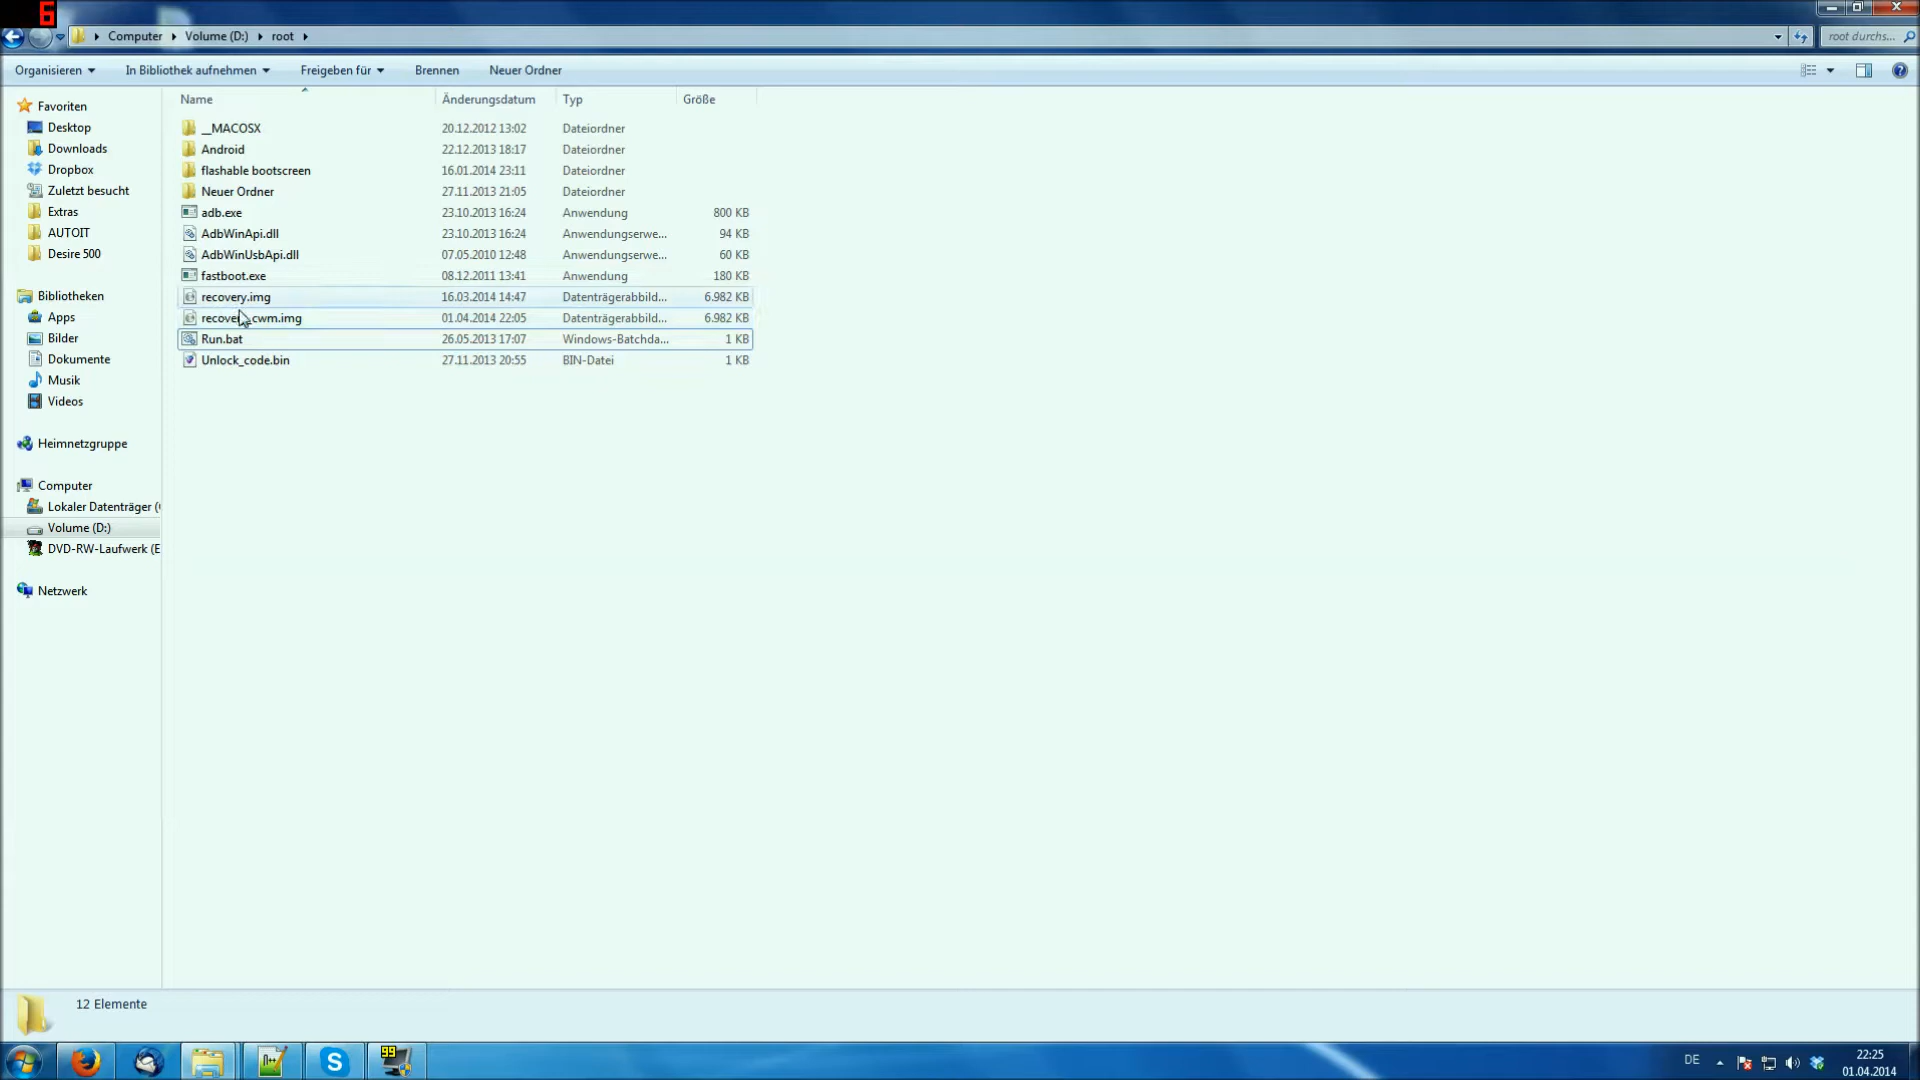 6
Computer Volume (D:) root
root durchs...
Organisieren In Bibliothek aufnehmen Freigeben für Brennen Neuer Ordner
Name Änderungsdatum Typ Größe
Favoriten
Desktop
Downloads
Dropbox
Zuletzt besucht
Extras
AUTOIT
Desire 500
Bibliotheken
Apps
Bilder
Dokumente
Musik
Videos
Heimnetzgruppe
Computer
Lokaler Datenträger (
Volume (D:)
DVD-RW-Laufwerk (E
Netzwerk
__MACOSX 20.12.2012 13:02 Dateiordner
Android 22.12.2013 18:17 Dateiordner
flashable bootscreen 16.01.2014 23:11 Dateiordner
Neuer Ordner 27.11.2013 21:05 Dateiordner
adb.exe 23.10.2013 16:24 Anwendung 800 KB
AdbWinApi.dll 23.10.2013 16:24 Anwendungserwe... 94 KB
AdbWinUsbApi.dll 07.05.2010 12:48 Anwendungserwe... 60 KB
fastboot.exe 08.12.2011 13:41 Anwendung 180 KB
recovery.img 16.03.2014 14:47 Datenträgerabbild... 6.982 KB
recovery_cwm.img 01.04.2014 22:05 Datenträgerabbild... 6.982 KB
Run.bat 26.05.2013 17:07 Windows-Batchda... 1 KB
Unlock_code.bin 27.11.2013 20:55 BIN-Datei 1 KB
12 Elemente
99
DE
22:25
01.04.2014